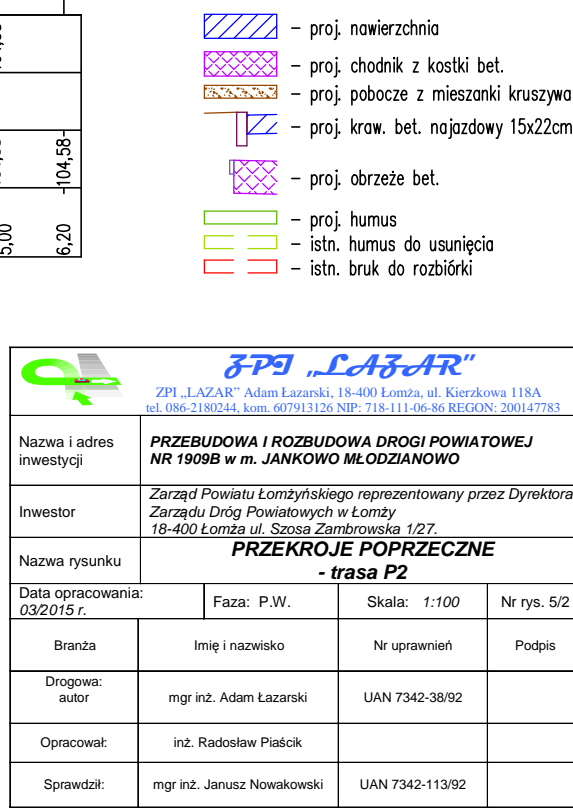 5,00
6,20
104,58
– proj. nawierzchnia
– proj. chodnik z kostki bet.
– proj. pobocze z mieszanki kruszywa
– proj. kraw. bet. najazdowy 15x22cm
– proj. obrzeże bet.
– proj. humus
– istn. humus do usunięcia
– istn. bruk do rozbiórki
ZPI „LAZAR"
ZPI „LAZAR” Adam Łazarski, 18-400 Łomża, ul. Kierzkowa 118A
tel. 086-2180244, kom. 607913126 NIP: 718-111-06-86 REGON: 200147783
Nazwa i adres
inwestycji
PRZEBUDOWA I ROZBUDOWA DROGI POWIATOWEJ
NR 1909B w m. JANKOWO MŁODZIANOWO
Inwestor
Zarząd Powiatu Łomżyńskiego reprezentowany przez Dyrektora
Zarządu Dróg Powiatowych w Łomży
18-400 Łomża ul. Szosa Zambrowska 1/27.
Nazwa rysunku
PRZEKROJE POPRZECZNE
- trasa P2
Data opracowania:
03/2015 r.
Faza: P.W.
Skala: 1:100
Nr rys. 5/2
Branża
Imię i nazwisko
Nr uprawnień
Podpis
Drogowa:
autor
mgr inż. Adam Łazarski
UAN 7342-38/92
Opracował:
inż. Radosław Piaścik
Sprawdził:
mgr inż. Janusz Nowakowski
UAN 7342-113/92